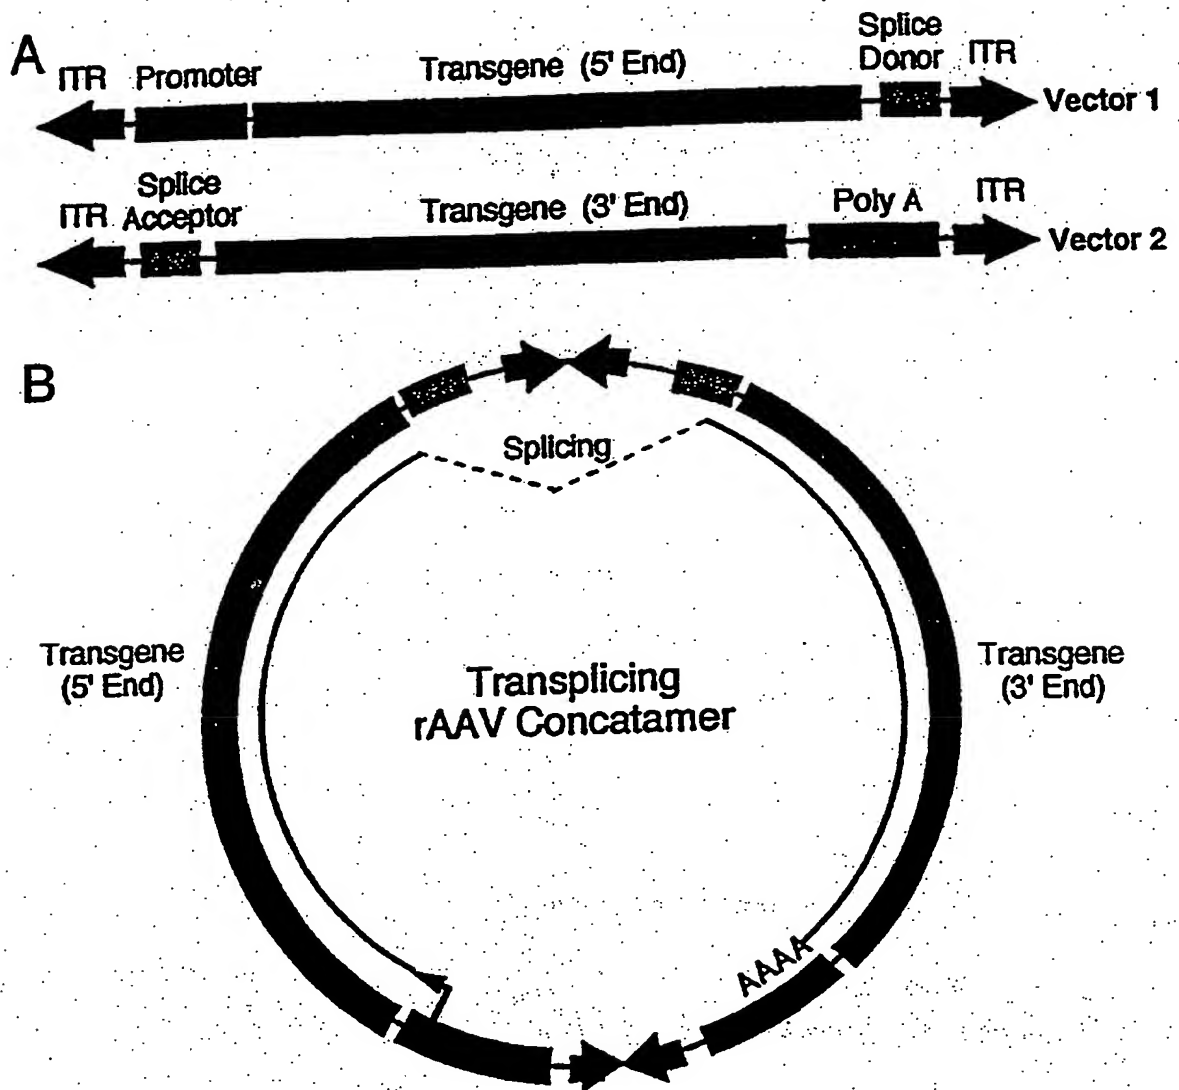 A
ITR Promoter Transgene (5' End) Splice Donor ITR
Vector 1
ITR Splice Acceptor Transgene (3' End) Poly A ITR
Vector 2
B
Splicing
Transgene (5' End)
Transplicing
rAAV Concatamer
Transgene (3' End)
AAAA